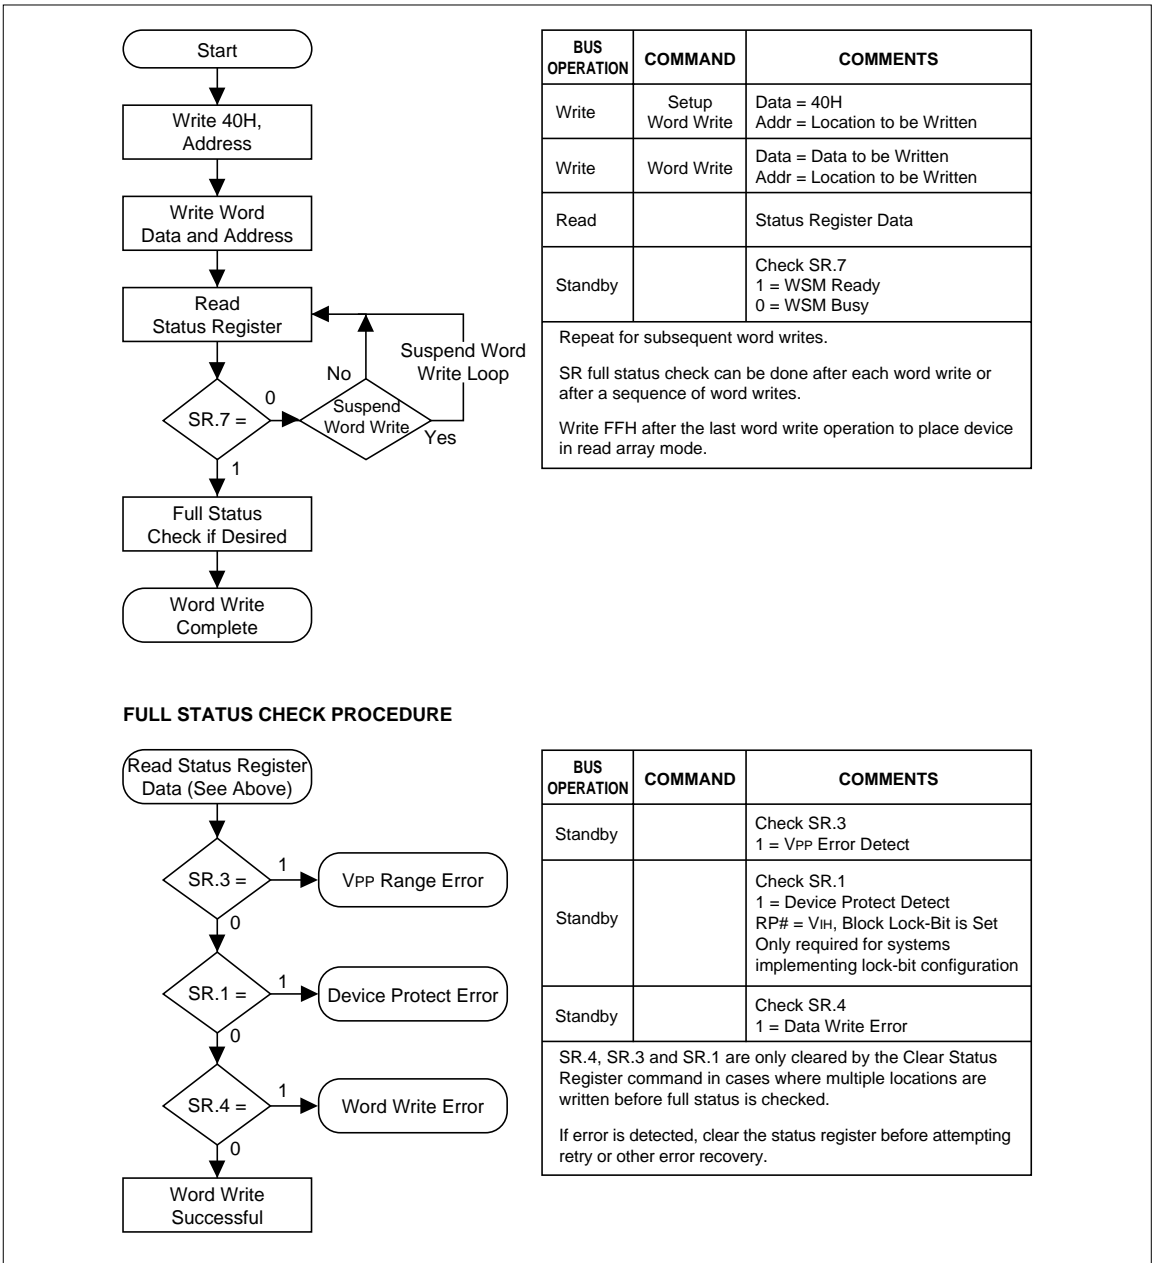 Start
Write 40H,
Address
Write Word
Data and Address
Read
Status Register
Suspend Word
Write Loop
No
SR.7 =
0
Suspend
Word Write
Yes
1
Full Status
Check if Desired
Word Write
Complete
BUS
OPERATION
COMMAND
COMMENTS
Write
Setup
Word Write
Data = 40H
Addr = Location to be Written
Write
Word Write
Data = Data to be Written
Addr = Location to be Written
Read
Status Register Data
Standby
Check SR.7
1 = WSM Ready
0 = WSM Busy
Repeat for subsequent word writes.
SR full status check can be done after each word write or
after a sequence of word writes.
Write FFH after the last word write operation to place device
in read array mode.
FULL STATUS CHECK PROCEDURE
Read Status Register
Data (See Above)
SR.3 =
1
VPP Range Error
0
SR.1 =
1
Device Protect Error
0
SR.4 =
1
Word Write Error
0
Word Write
Successful
BUS
OPERATION
COMMAND
COMMENTS
Standby
Check SR.3
1 = VPP Error Detect
Standby
Check SR.1
1 = Device Protect Detect
RP# = VIH, Block Lock-Bit is Set
Only required for systems
implementing lock-bit configuration
Standby
Check SR.4
1 = Data Write Error
SR.4, SR.3 and SR.1 are only cleared by the Clear Status
Register command in cases where multiple locations are
written before full status is checked.
If error is detected, clear the status register before attempting
retry or other error recovery.